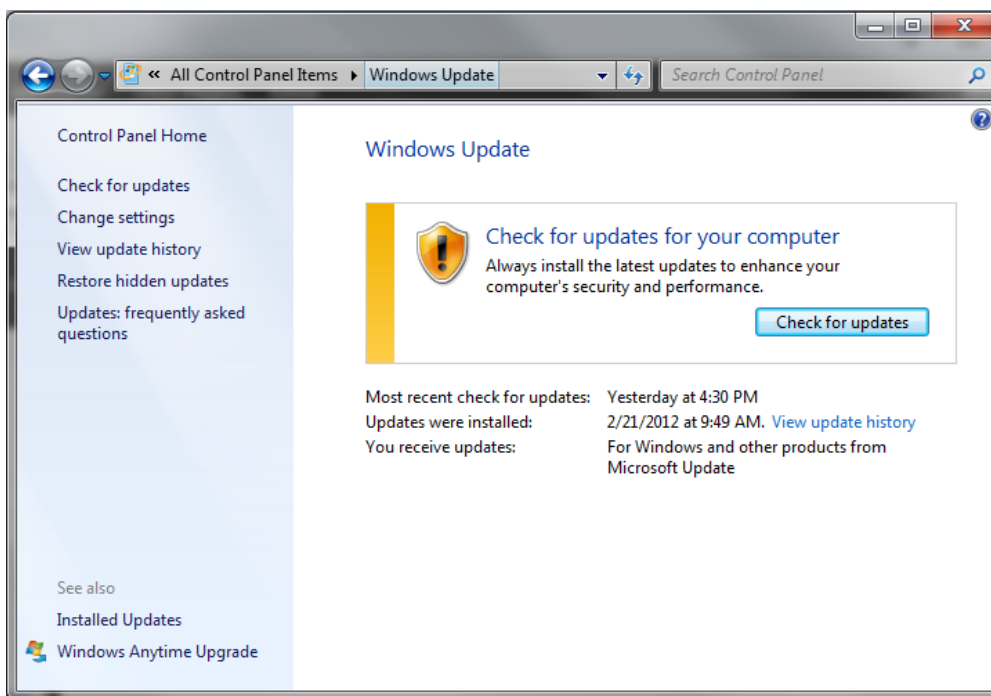 « All Control Panel Items ▸ Windows Update
Search Control Panel
Control Panel Home
Check for updates
Change settings
View update history
Restore hidden updates
Updates: frequently asked
questions
See also
Installed Updates
Windows Anytime Upgrade
Windows Update
Check for updates for your computer
Always install the latest updates to enhance your
computer's security and performance.
Check for updates
Most recent check for updates: Yesterday at 4:30 PM
Updates were installed: 2/21/2012 at 9:49 AM. View update history
You receive updates: For Windows and other products from
Microsoft Update